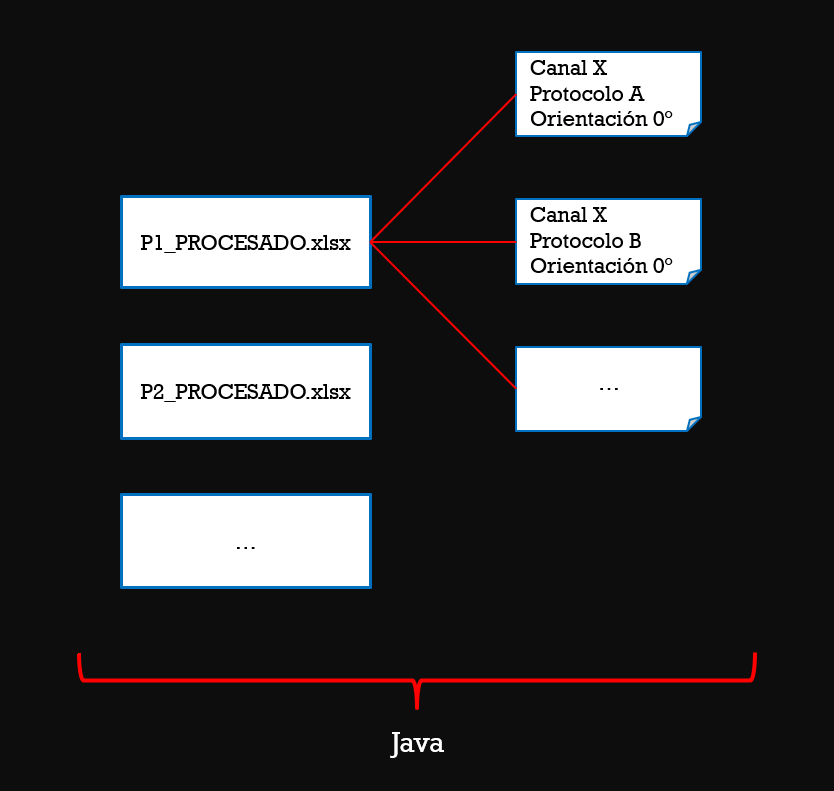 Canal X
Protocolo A
Orientación 0º
P1_PROCESADO.xlsx
Canal X
Protocolo B
Orientación 0º
P2_PROCESADO.xlsx
...
...
Java